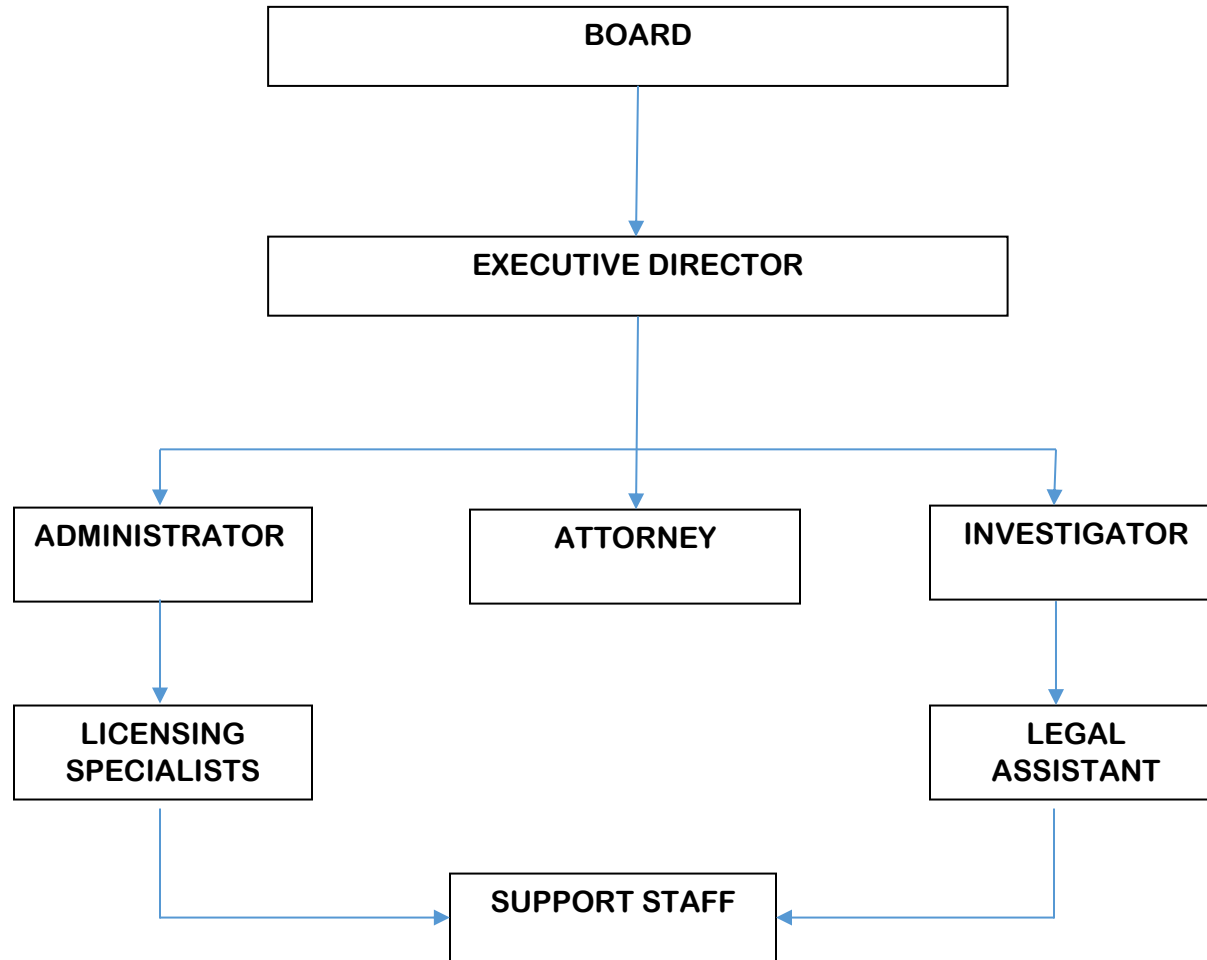 BOARD
EXECUTIVE DIRECTOR
ADMINISTRATOR
ATTORNEY
INVESTIGATOR
LICENSING
SPECIALISTS
LEGAL
ASSISTANT
SUPPORT STAFF